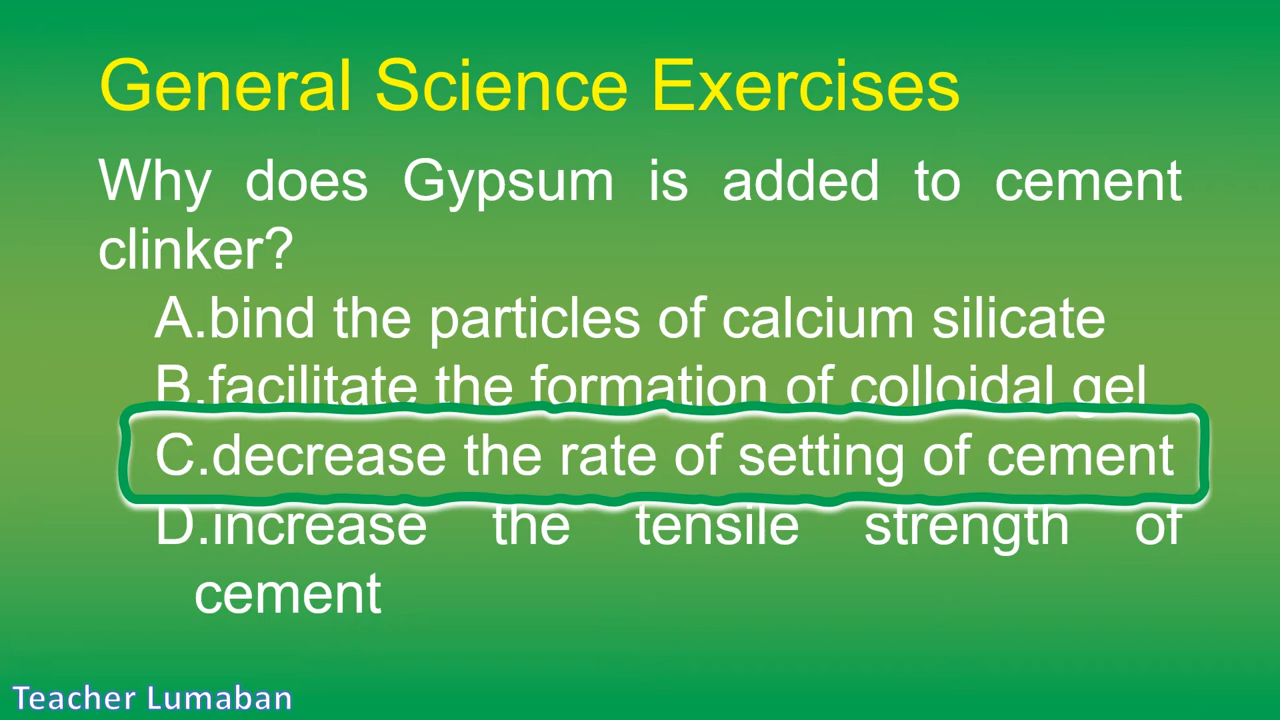 General Science Exercises
Why does Gypsum is added to cement
clinker?
A.bind the particles of calcium silicate
B.facilitate the formation of colloidal gel
C.decrease the rate of setting of cement
D.increase the tensile strength of
cement
Teacher Lumaban